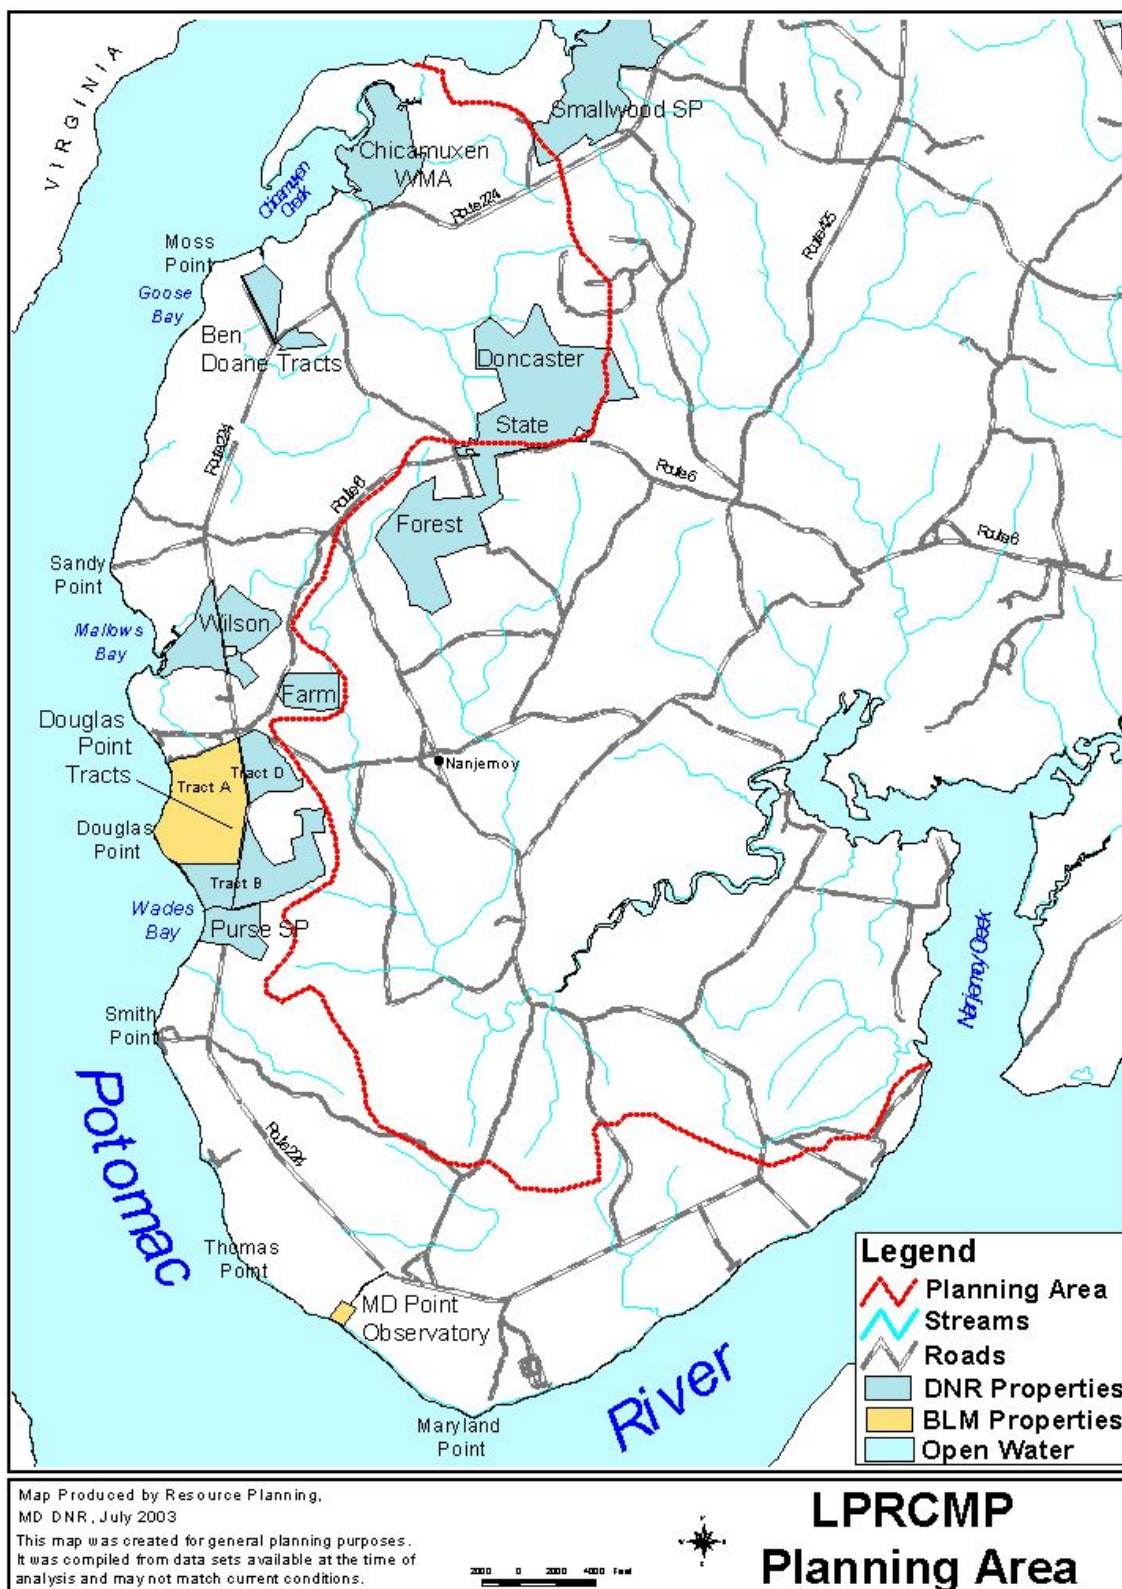 VIRGINIA
Smallwood SP
Chicamuxen
WMA
Chicamuxen
Creek
Route 224
Route 425
Moss
Point
Goose
Bay
Ben
Doane Tracts
Doncaster
State
Route 224
Route 6
Route 6
Forest
Route 6
Sandy
Point
Wilson
Mallows
Bay
Farm
Douglas
Point
Tracts
Nanjemoy
Tract D
Tract A
Douglas
Point
Tract B
Wades
Bay
Purse SP
Nanjemoy Creek
Smith
Point
Potomac
Route 224
Thomas
Point
MD Point
Observatory
River
Maryland
Point
Legend
Planning Area
Streams
Roads
DNR Properties
BLM Properties
Open Water
Map Produced by Resource Planning,
MD DNR, July 2003
This map was created for general planning purposes.
It was compiled from data sets available at the time of
analysis and may not match current conditions.
2000 0 2000 4000 Feet
LPRCMP
Planning Area